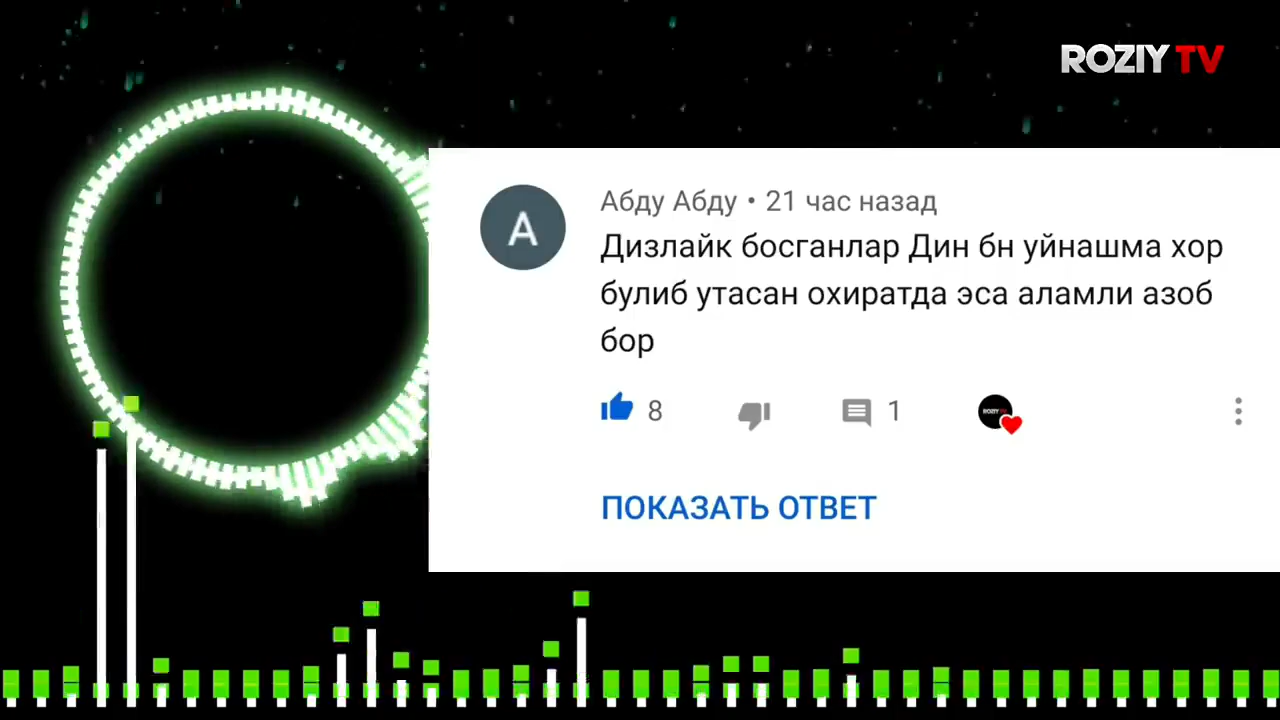 ROZIY TV
Абду Абду • 21 час назад
Дизлайк босганлар Дин бн уйнашма хор
булиб утасан охиратда эса аламли азоб
бор
8
1
ПОКАЗАТЬ ОТВЕТ